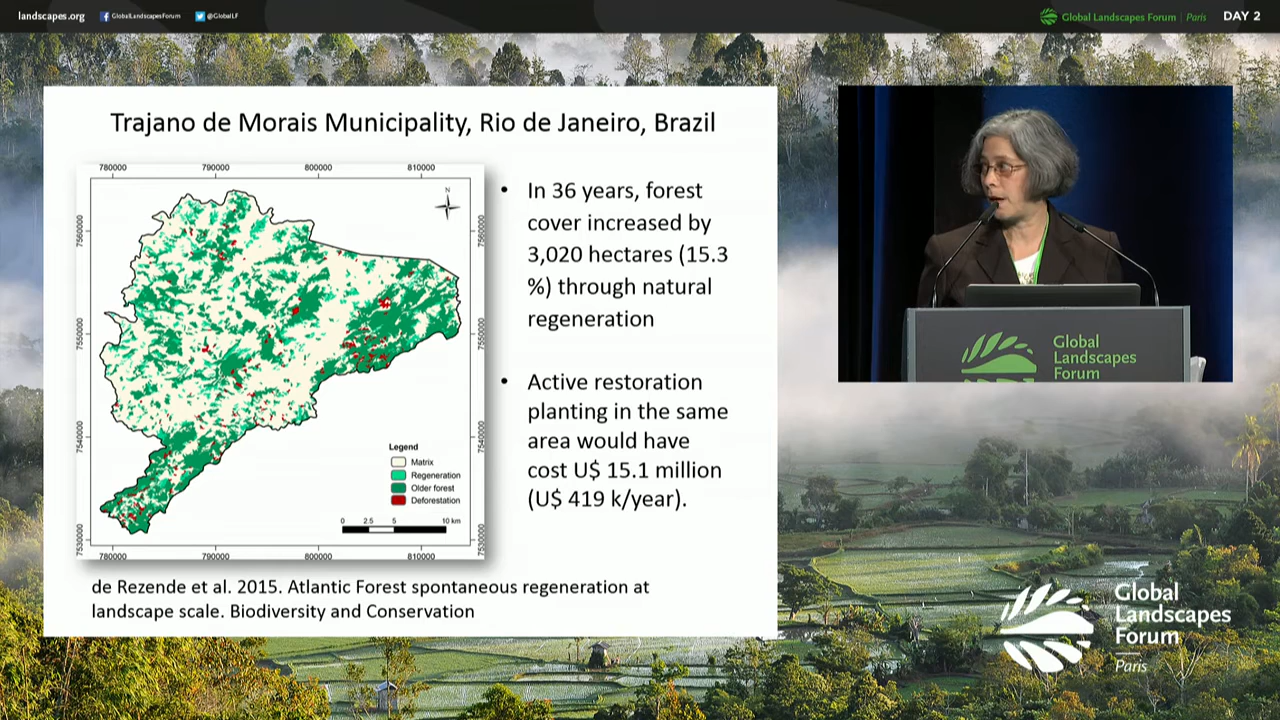 landscapes.org
GlobalLandscapesForum
@GlobalLF
Global Landscapes Forum | Paris
DAY 2
Trajano de Morais Municipality, Rio de Janeiro, Brazil
780000 790000 800000 810000
N
7560000 7560000
7550000 7550000
7540000 7540000
7530000 7530000
Legend
Matrix
Regeneration
Older forest
Deforestation
0 2.5 5 10 km
780000 790000 800000 810000
• In 36 years, forest
cover increased by
3,020 hectares (15.3
%) through natural
regeneration
• Active restoration
planting in the same
area would have
cost U$ 15.1 million
(U$ 419 k/year).
de Rezende et al. 2015. Atlantic Forest spontaneous regeneration at
landscape scale. Biodiversity and Conservation
Global
Landscapes
Forum
Global
Landscapes
Forum
Paris